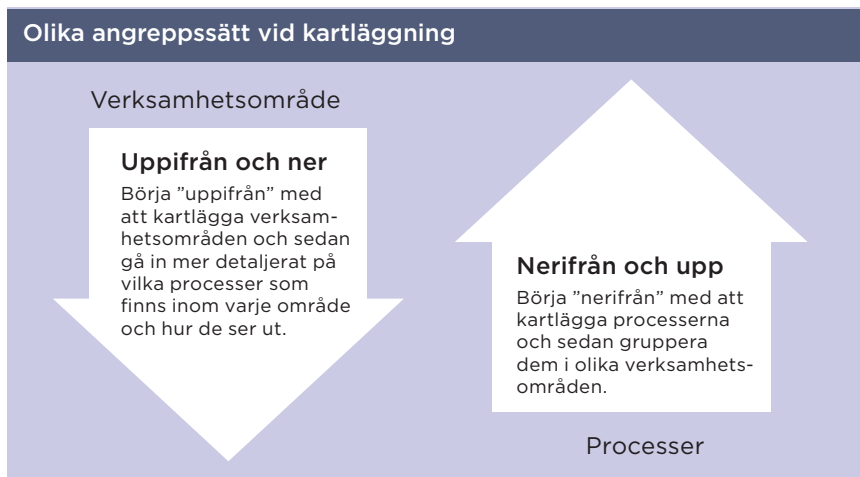 Olika angreppssätt vid kartläggning
Verksamhetsområde
Uppifrån och ner
Börja ”uppifrån” med
att kartlägga verksam-
hetsområden och sedan
gå in mer detaljerat på
vilka processer som
finns inom varje område
och hur de ser ut.
Nerifrån och upp
Börja ”nerifrån” med att
kartlägga processerna
och sedan gruppera
dem i olika verksamhets-
områden.
Processer